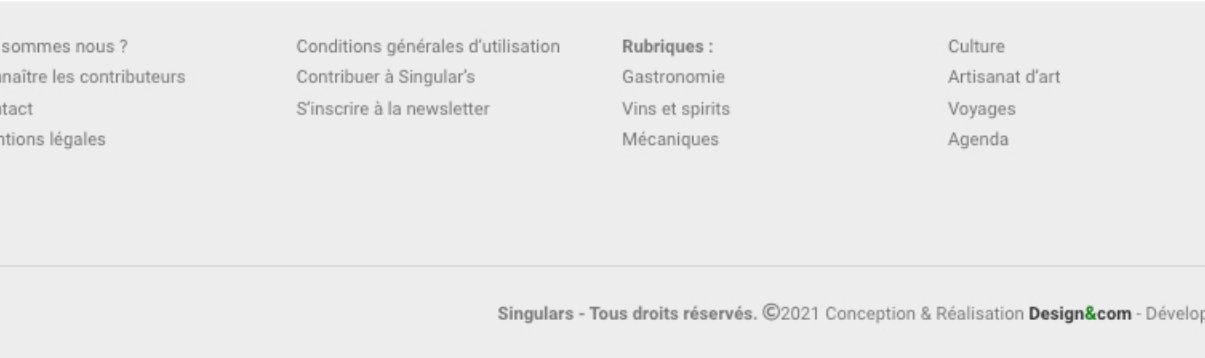 sommes nous ?
naître les contributeurs
tact
ntions légales
Conditions générales d'utilisation
Contribuer à Singular's
S'inscrire à la newsletter
Rubriques :
Gastronomie
Vins et spirits
Mécaniques
Culture
Artisanat d'art
Voyages
Agenda
Singulars - Tous droits réservés. ©2021 Conception & Réalisation Design&com - Dévelop